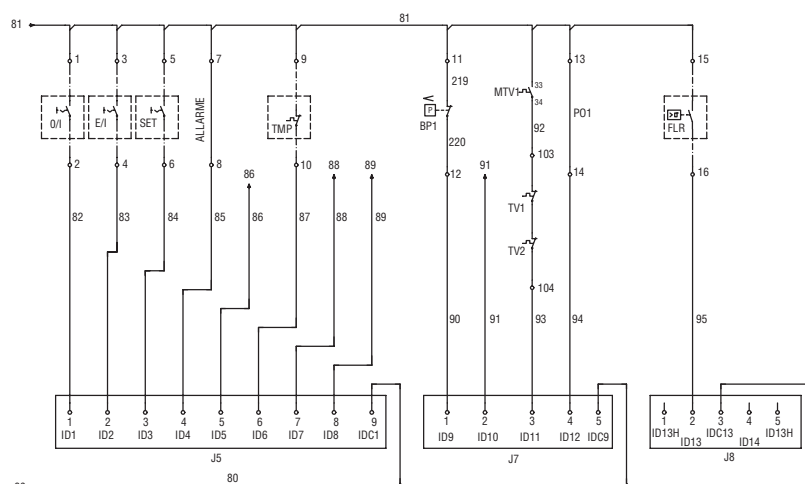 81
81
1
3
5
7
9
11
13
15
219
33
MTV1
34
O/I
E/I
SET
ALLARME
TMP
P
BP1
92
PO1
FLR
220
103
2
4
6
8
10
12
14
16
86
88
89
91
82
83
84
85
86
87
88
89
TV1
TV2
104
90
91
93
94
95
1
2
3
4
5
6
7
8
9
ID1
ID2
ID3
ID4
ID5
ID6
ID7
ID8
IDC1
J5
1
2
3
4
5
ID9
ID10
ID11
ID12
IDC9
J7
1
2
3
4
5
ID13H
ID13
IDC13
ID14
ID13H
J8
80